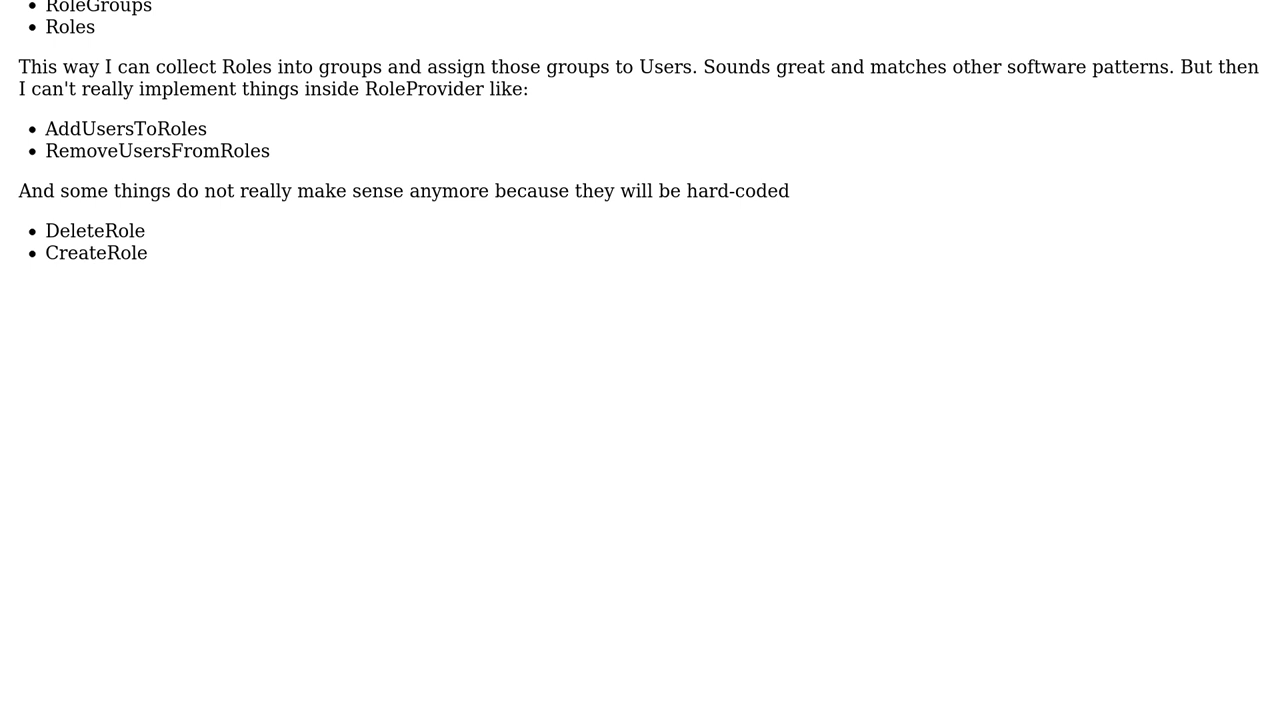 RoleGroups
Roles
This way I can collect Roles into groups and assign those groups to Users. Sounds great and matches other software patterns. But then
I can't really implement things inside RoleProvider like:
AddUsersToRoles
RemoveUsersFromRoles
And some things do not really make sense anymore because they will be hard-coded
DeleteRole
CreateRole